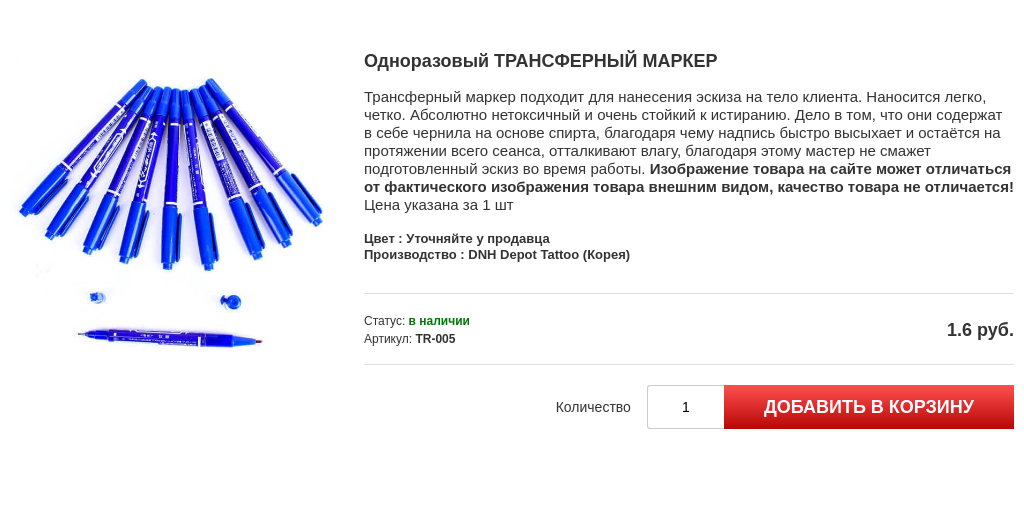 Одноразовый ТРАНСФЕРНЫЙ МАРКЕР
Трансферный маркер подходит для нанесения эскиза на тело клиента. Наносится легко,
четко. Абсолютно нетоксичный и очень стойкий к истиранию. Дело в том, что они содержат
в себе чернила на основе спирта, благодаря чему надпись быстро высыхает и остаётся на
протяжении всего сеанса, отталкивают влагу, благодаря этому мастер не смажет
подготовленный эскиз во время работы. Изображение товара на сайте может отличаться
от фактического изображения товара внешним видом, качество товара не отличается!
Цена указана за 1 шт
Цвет : Уточняйте у продавца
Производство : DNH Depot Tattoo (Корея)
Статус: в наличии
Артикул: TR-005
1.6 руб.
Количество
1
ДОБАВИТЬ В КОРЗИНУ